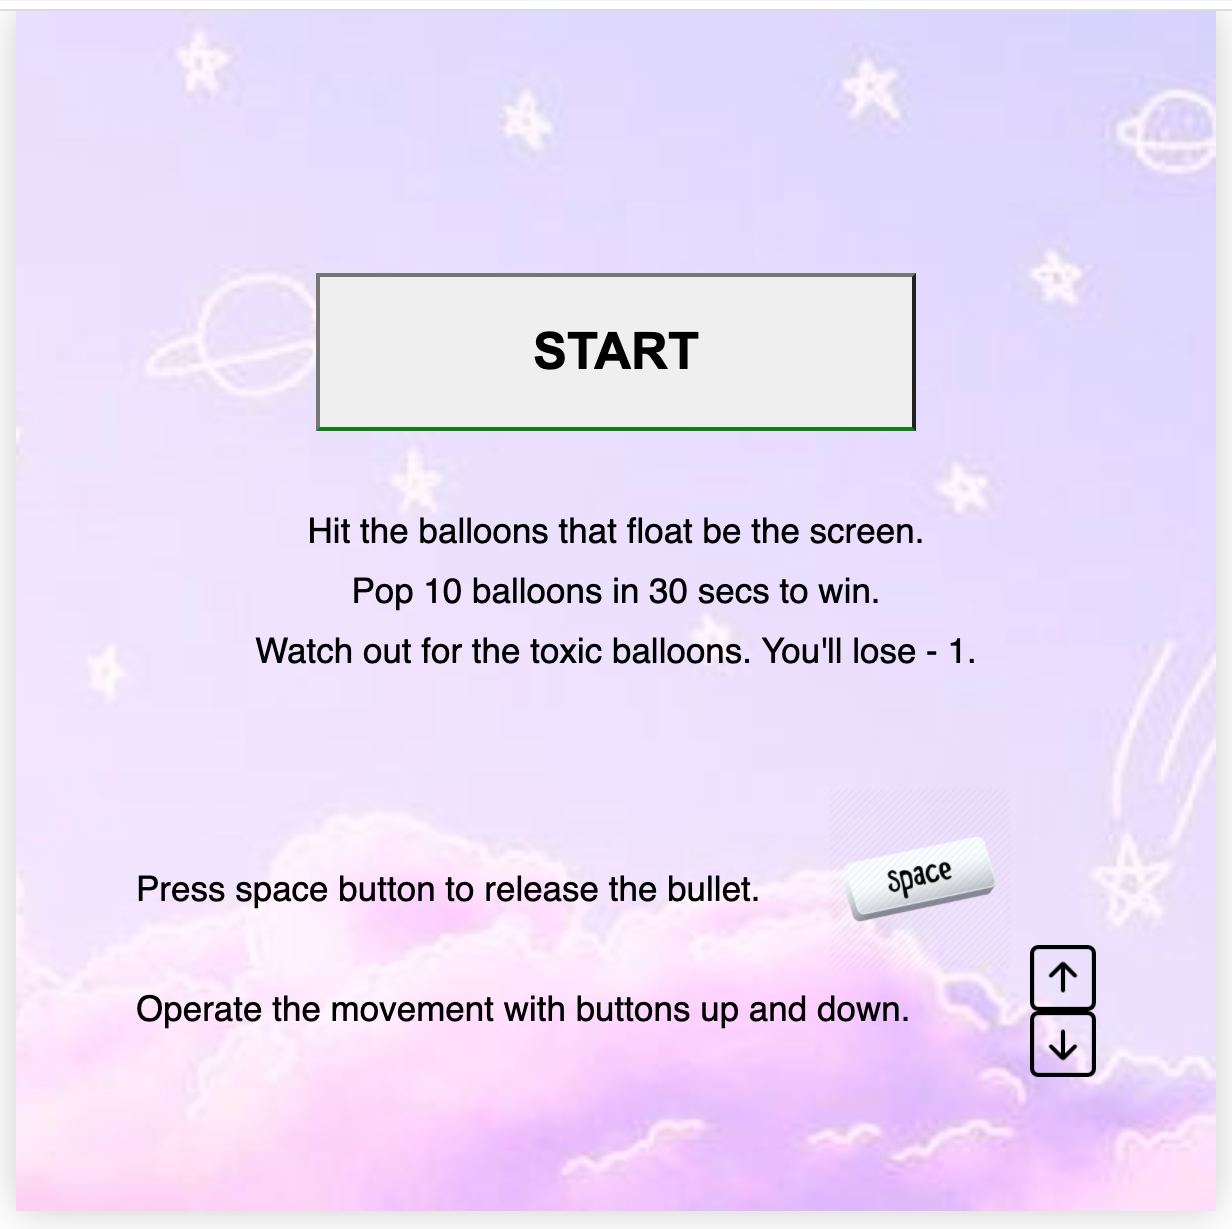 START
Hit the balloons that float be the screen.
Pop 10 balloons in 30 secs to win.
Watch out for the toxic balloons. You'll lose - 1.
Press space button to release the bullet.
space
Operate the movement with buttons up and down.